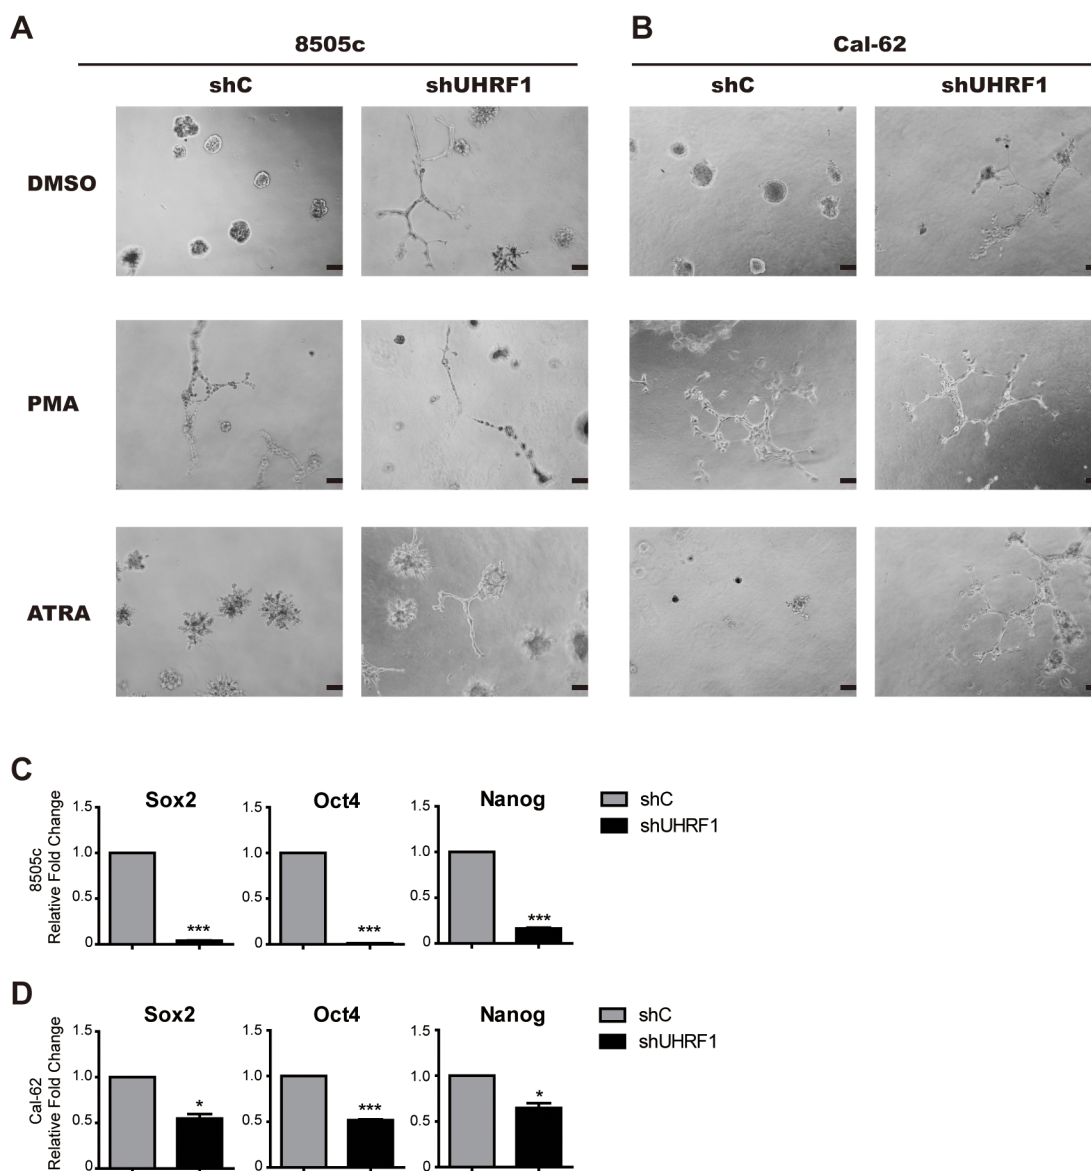 A
B
8505c
Cal-62
shC
shUHRF1
shC
shUHRF1
DMSO
PMA
ATRA
C
8505c
Relative Fold Change
Sox2
1.5
1.0
0.5
0
***
Oct4
1.5
1.0
0.5
0
***
Nanog
1.5
1.0
0.5
0
***
shC
shUHRF1
D
Cal-62
Relative Fold Change
Sox2
1.5
1.0
0.5
0
*
Oct4
1.5
1.0
0.5
0
***
Nanog
1.5
1.0
0.5
0
*
shC
shUHRF1